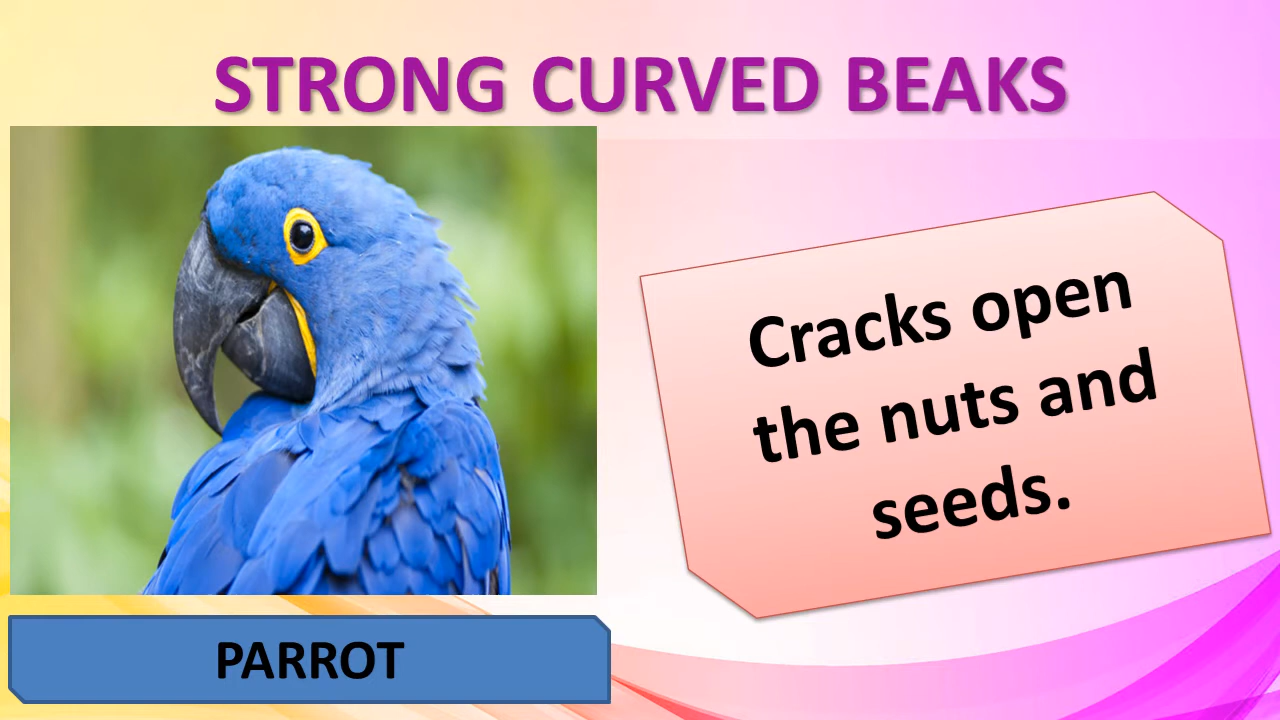 STRONG CURVED BEAKS
Cracks open
the nuts and
seeds.
PARROT